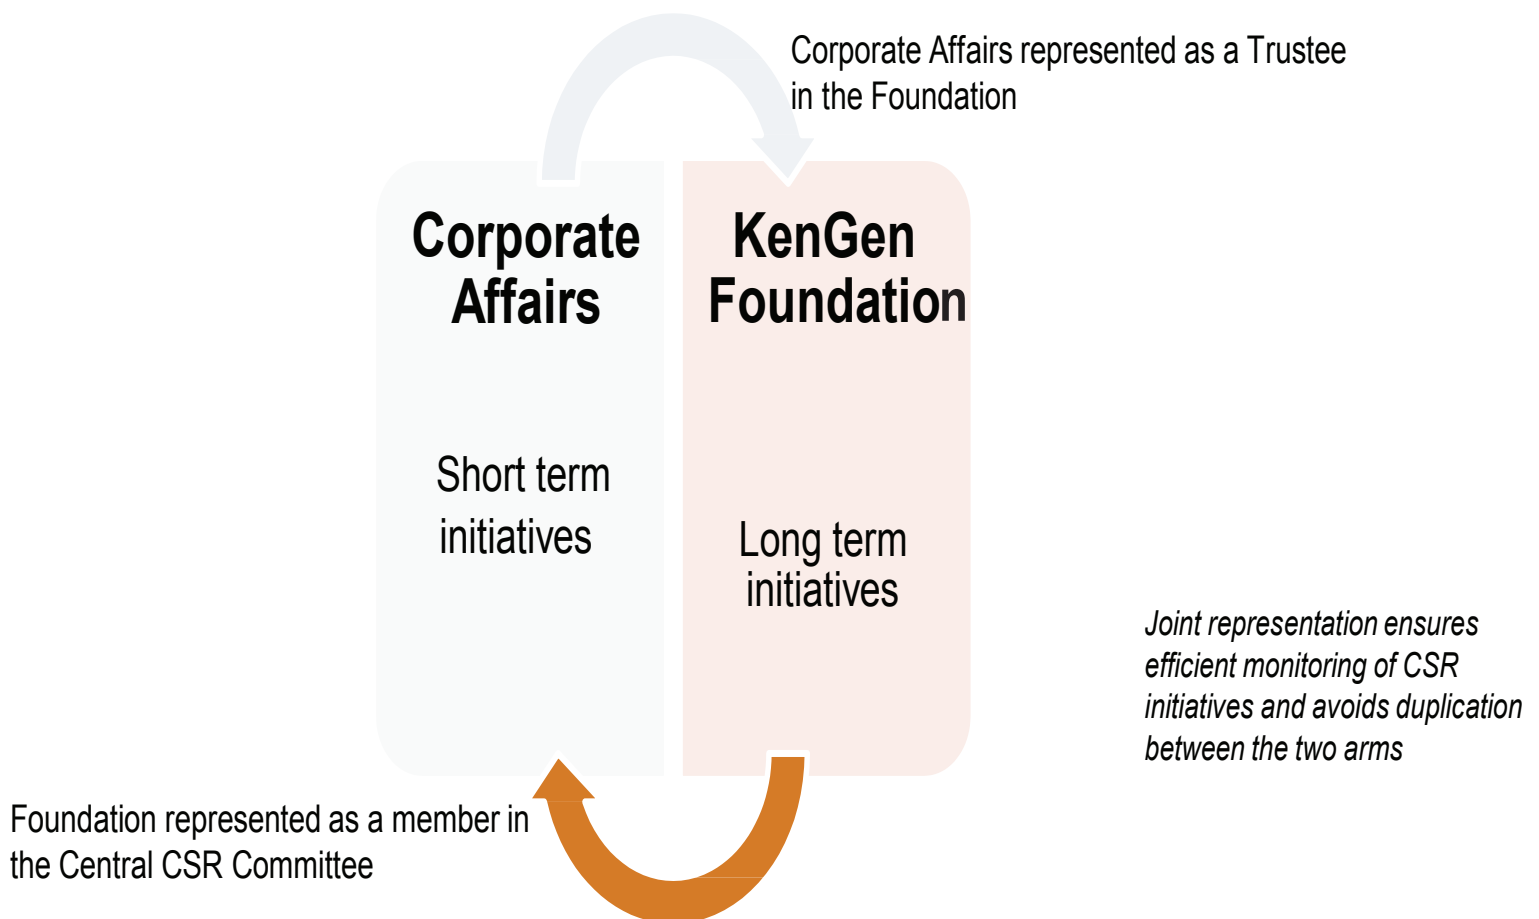 Corporate Affairs represented as a Trustee
in the Foundation
Corporate
Affairs
KenGen
Foundation
Short term
initiatives
Long term
initiatives
Joint representation ensures
efficient monitoring of CSR
initiatives and avoids duplication
between the two arms
Foundation represented as a member in
the Central CSR Committee